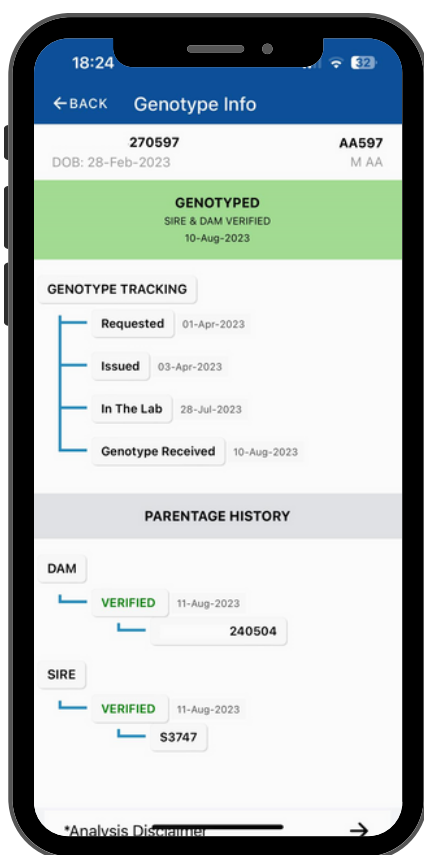 18:24 32
BACK Genotype Info
270597 AA597
DOB: 28-Feb-2023 M AA
GENOTYPED
SIRE & DAM VERIFIED
10-Aug-2023
GENOTYPE TRACKING
Requested 01-Apr-2023
Issued 03-Apr-2023
In The Lab 28-Jul-2023
Genotype Received 10-Aug-2023
PARENTAGE HISTORY
DAM
VERIFIED 11-Aug-2023
240504
SIRE
VERIFIED 11-Aug-2023
S3747
*Analysis Disclaimer